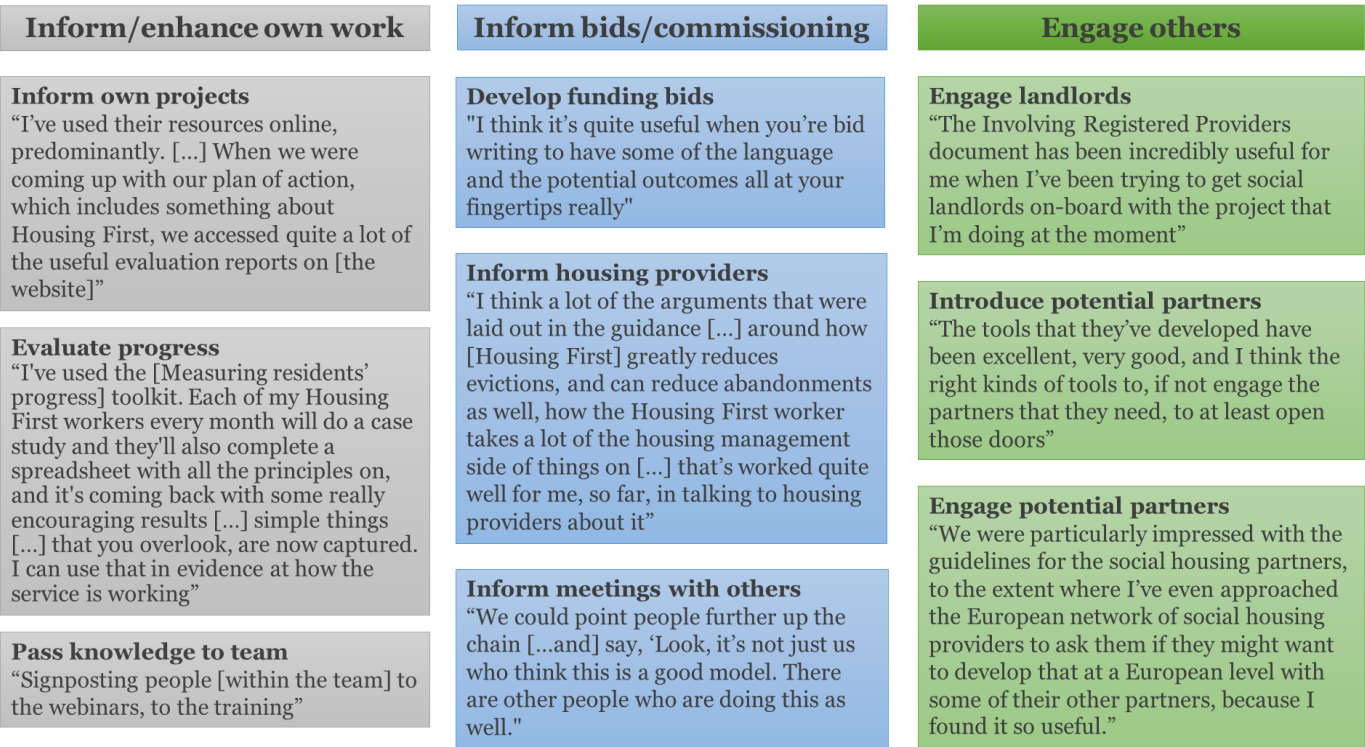 Inform/enhance own work
Inform own projects
“I’ve used their resources online,
predominantly. […] When we were
coming up with our plan of action,
which includes something about
Housing First, we accessed quite a lot of
the useful evaluation reports on [the
website]”
Evaluate progress
“I've used the [Measuring residents’
progress] toolkit. Each of my Housing
First workers every month will do a case
study and they'll also complete a
spreadsheet with all the principles on,
and it's coming back with some really
encouraging results […] simple things
[…] that you overlook, are now captured.
I can use that in evidence at how the
service is working”
Pass knowledge to team
“Signposting people [within the team] to
the webinars, to the training”
Inform bids/commissioning
Develop funding bids
"I think it’s quite useful when you’re bid
writing to have some of the language
and the potential outcomes all at your
fingertips really"
Inform housing providers
“I think a lot of the arguments that were
laid out in the guidance […] around how
[Housing First] greatly reduces
evictions, and can reduce abandonments
as well, how the Housing First worker
takes a lot of the housing management
side of things on […] that’s worked quite
well for me, so far, in talking to housing
providers about it”
Inform meetings with others
“We could point people further up the
chain […and] say, ‘Look, it’s not just us
who think this is a good model. There
are other people who are doing this as
well."
Engage others
Engage landlords
“The Involving Registered Providers
document has been incredibly useful for
me when I’ve been trying to get social
landlords on-board with the project that
I’m doing at the moment”
Introduce potential partners
“The tools that they’ve developed have
been excellent, very good, and I think the
right kinds of tools to, if not engage the
partners that they need, to at least open
those doors”
Engage potential partners
“We were particularly impressed with the
guidelines for the social housing partners,
to the extent where I’ve even approached
the European network of social housing
providers to ask them if they might want
to develop that at a European level with
some of their other partners, because I
found it so useful.”